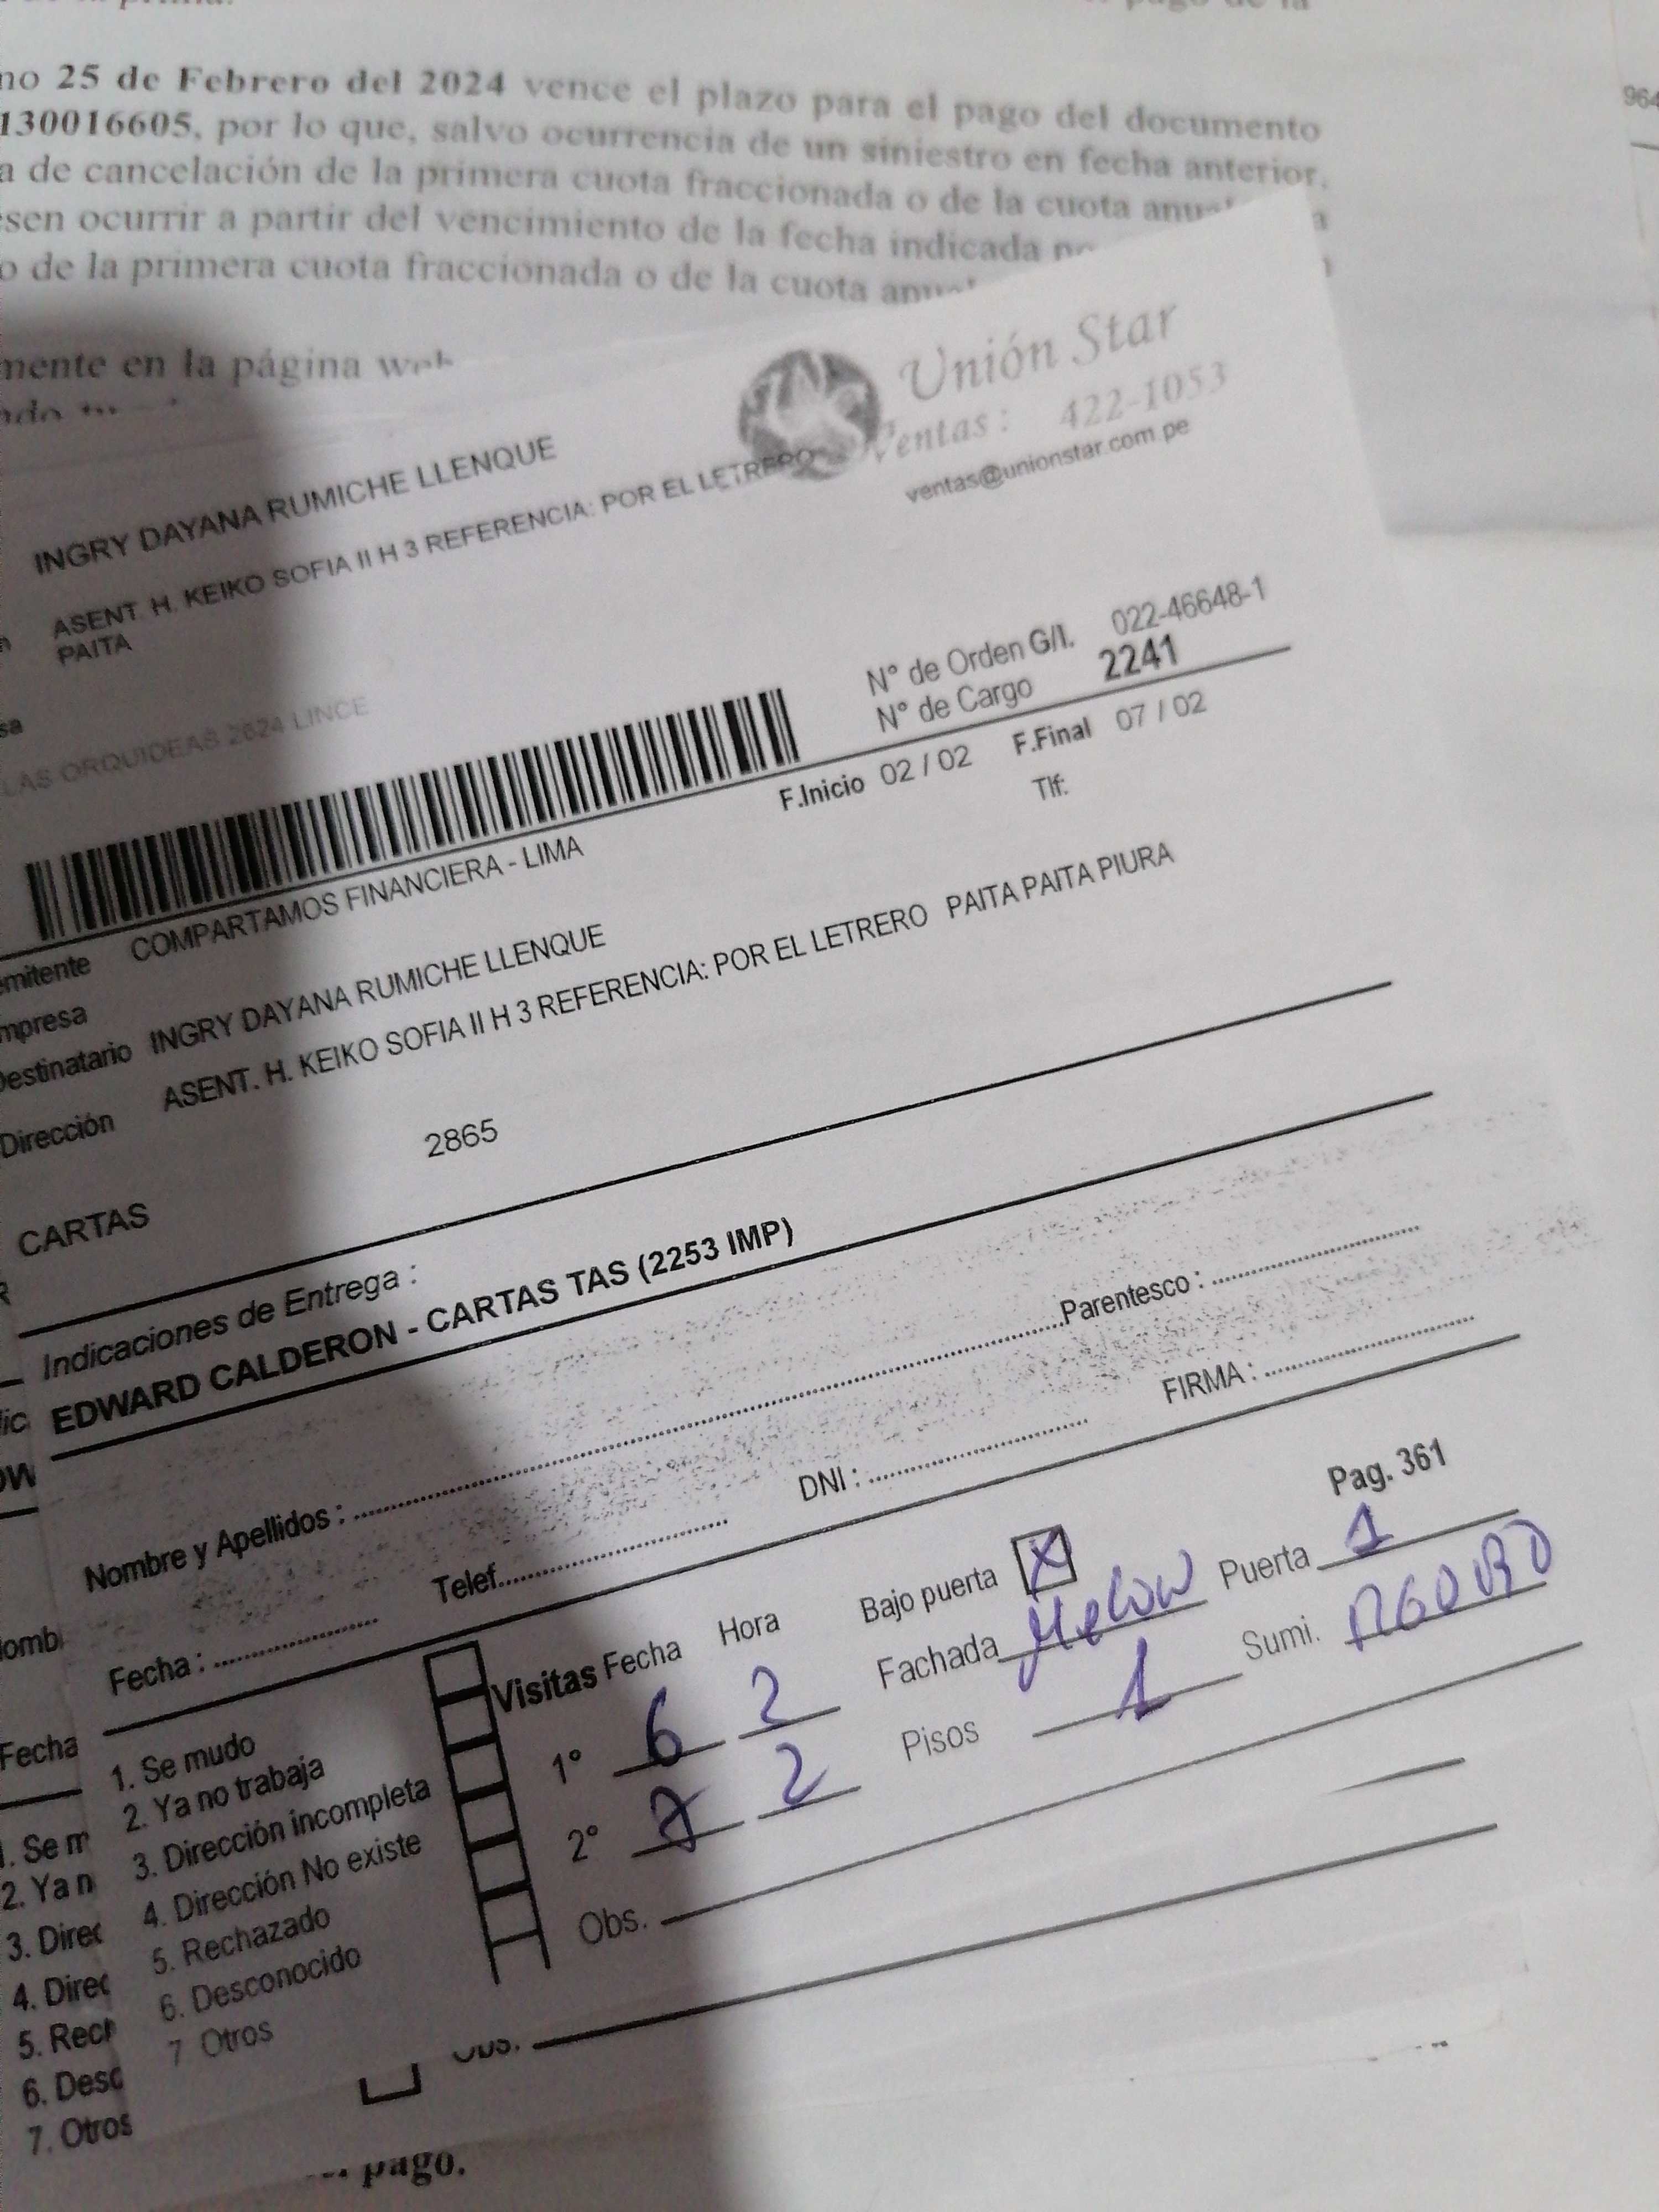 no 25 de Febrero del 2024 vence el plazo para el pago del documento
130016605, por lo que, salvo ocurrencia de un siniestro en fecha anterior,
a de cancelación de la primera cuota fraccionada o de la cuota
sen ocurrir a partir del vencimiento de la fecha indicada
o de la primera cuota fraccionada o de la cuota
mente en la página
Unión Star
Ventas : 422-1053
ventas@unionstar.com.pe
INGRY DAYANA RUMICHE LLENQUE
ASENT. H. KEIKO SOFIA II H 3 REFERENCIA: POR EL LETRERO
PAITA
LAS ORQUIDEAS 2624 LINCE
N° de Orden G/I. 022-46648-1
N° de Cargo 2241
F.Inicio 02 / 02 F.Final 07 / 02
Tlf:
emitente COMPARTAMOS FINANCIERA - LIMA
mpresa
Destinatario INGRY DAYANA RUMICHE LLENQUE
Dirección ASENT. H. KEIKO SOFIA II H 3 REFERENCIA: POR EL LETRERO PAITA PAITA PIURA
2865
CARTAS
Indicaciones de Entrega :
EDWARD CALDERON - CARTAS TAS (2253 IMP)
Nombre y Apellidos : Parentesco :
Fecha : Telef. DNI : FIRMA :
Pag. 361
1. Se mudo
2. Ya no trabaja
3. Dirección incompleta
4. Dirección No existe
5. Rechazado
6. Desconocido
7 Otros
Visitas Fecha Hora
1° 6 2
2° 7 2
Obs.
Bajo puerta X
Fachada Puerta 1
Pisos 1 Sumi.
Fecha
1. Se m
2. Ya n
3. Direc
4. Direc
5. Rech
6. Desc
7. Otros
Obs.
pago.